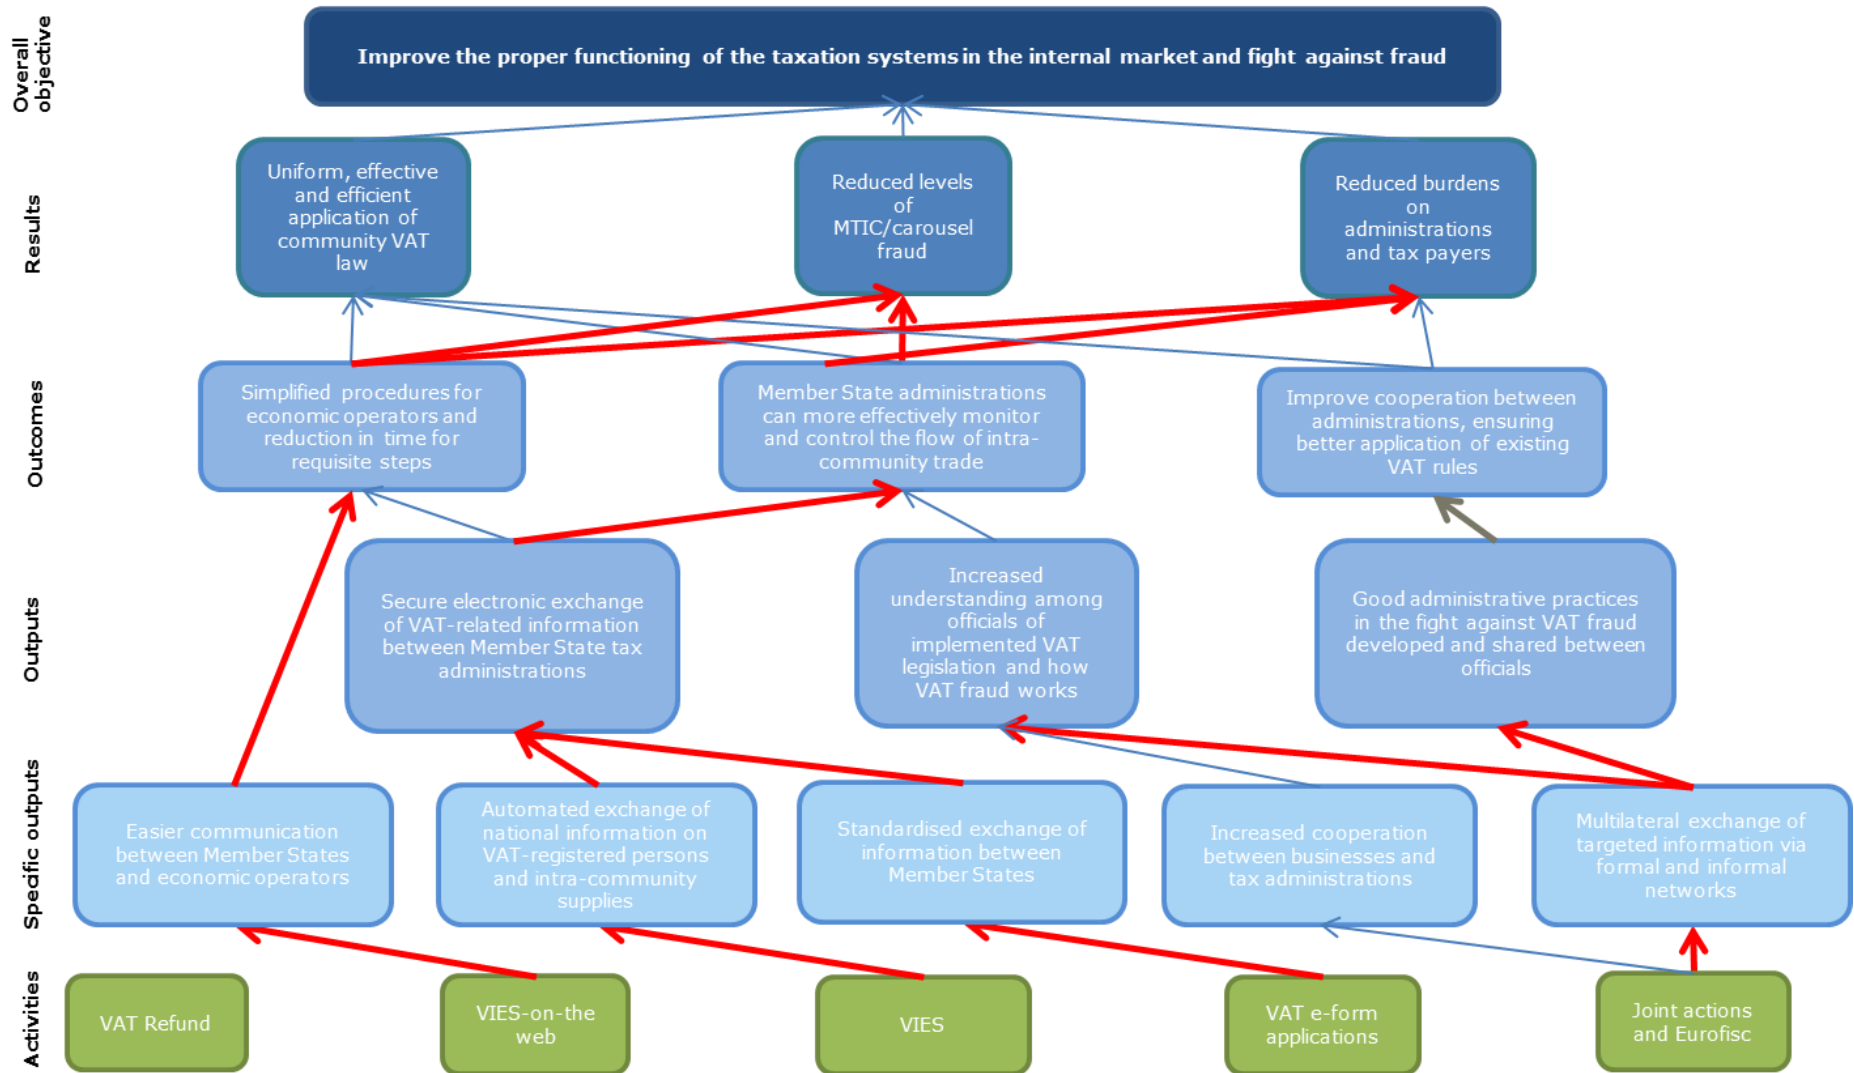 Overall
objective
Improve the proper functioning of the taxation systems in the internal market and fight against fraud
Results
Uniform, effective
and efficient
application of
community VAT
law
Reduced levels
of
MTIC/carousel
fraud
Reduced burdens
on
administrations
and tax payers
Outcomes
Simplified procedures for
economic operators and
reduction in time for
requisite steps
Member State administrations
can more effectively monitor
and control the flow of intra-
community trade
Improve cooperation between
administrations, ensuring
better application of existing
VAT rules
Outputs
Secure electronic exchange
of VAT-related information
between Member State tax
administrations
Increased
understanding among
officials of
implemented VAT
legislation and how
VAT fraud works
Good administrative practices
in the fight against VAT fraud
developed and shared between
officials
Specific outputs
Easier communication
between Member States
and economic operators
Automated exchange of
national information on
VAT-registered persons
and intra-community
supplies
Standardised exchange of
information between
Member States
Increased cooperation
between businesses and
tax administrations
Multilateral exchange of
targeted information via
formal and informal
networks
Activities
VAT Refund
VIES-on-the
web
VIES
VAT e-form
applications
Joint actions
and Eurofisc